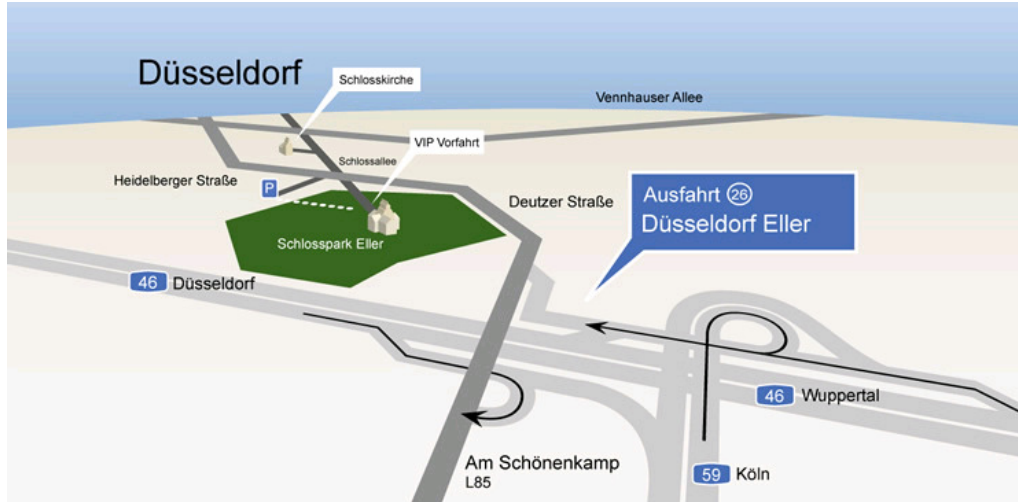 Düsseldorf
Schlosskirche
Vennhauser Allee
VIP Vorfahrt
Schlossallee
Heidelberger Straße
P
Deutzer Straße
Ausfahrt 26
Düsseldorf Eller
Schlosspark Eller
46 Düsseldorf
46 Wuppertal
Am Schönenkamp
L85
59 Köln